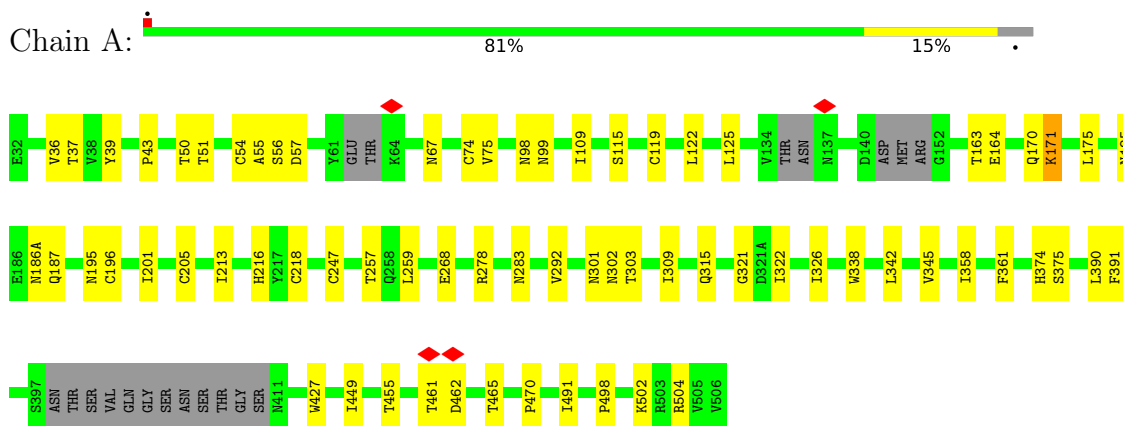 Chain A:
81% 15%
E32 V36 T37 V38 Y39 P43 T50 T51 C54 A55 S56 D57 Y61 GLU THR K64 N67 C74 V75 N98 N99 I109 S115 C119 L122 L125 V134 THR ASN N137 D140 ASP MET ARG G152 T163 E164 Q170 K171 L175
E186 N186A Q187 N195 C196 I201 C205 I213 H216 Y217 C218 C247 T257 Q258 L259 E268 R278 N283 V292 N301 N302 T303 I309 Q315 G321 D321A I322 I326 W338 L342 V345 I358 F361 H374 S375 L390 F391
S397 ASN THR SER VAL GLN GLY SER ASN SER THR GLY SER N411 W427 I449 T455 T461 D462 T465 P470 I491 P498 K502 R503 R504 V505 V506